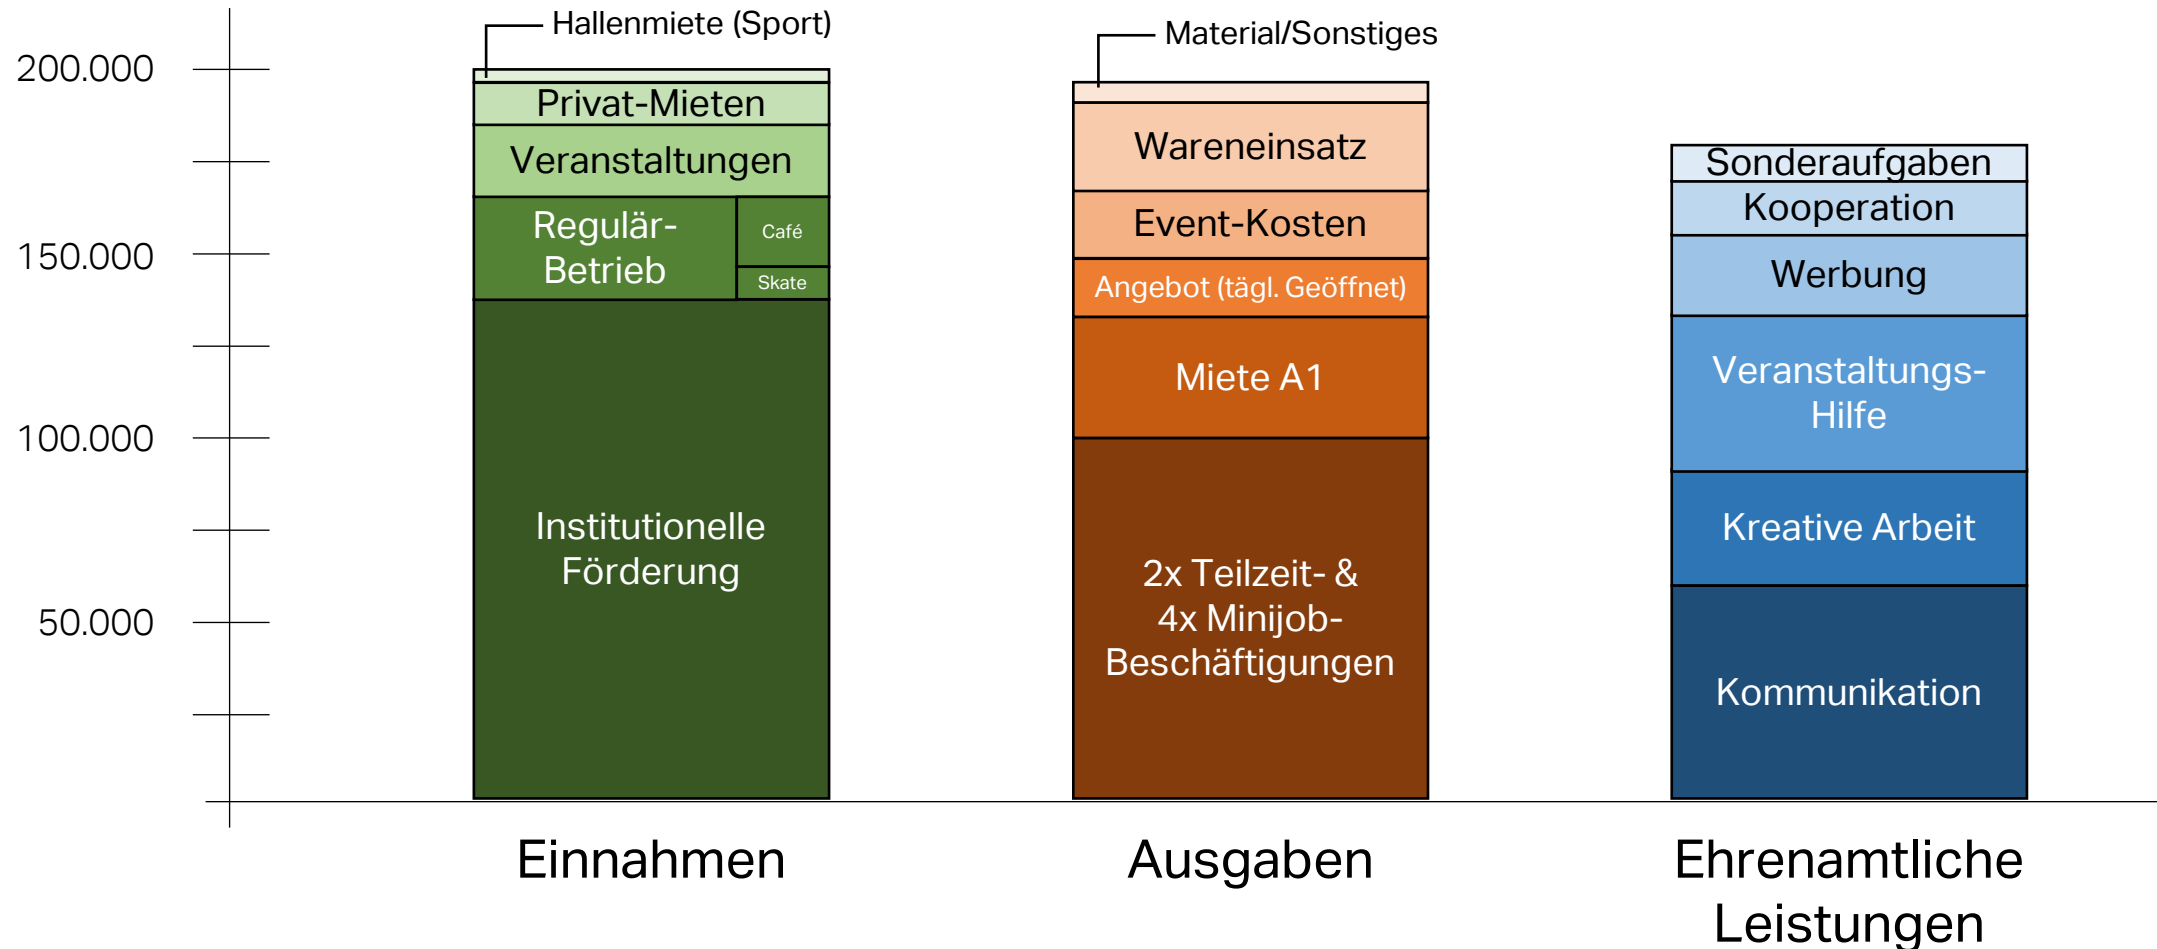 200.000
150.000
100.000
50.000
Hallenmiete (Sport)
Privat-Mieten
Veranstaltungen
Regulär-
Betrieb
Café
Skate
Institutionelle
Förderung
Einnahmen
Material/Sonstiges
Wareneinsatz
Event-Kosten
Angebot (tägl. Geöffnet)
Miete A1
2x Teilzeit- &
4x Minijob-
Beschäftigungen
Ausgaben
Sonderaufgaben
Kooperation
Werbung
Veranstaltungs-
Hilfe
Kreative Arbeit
Kommunikation
Ehrenamtliche
Leistungen